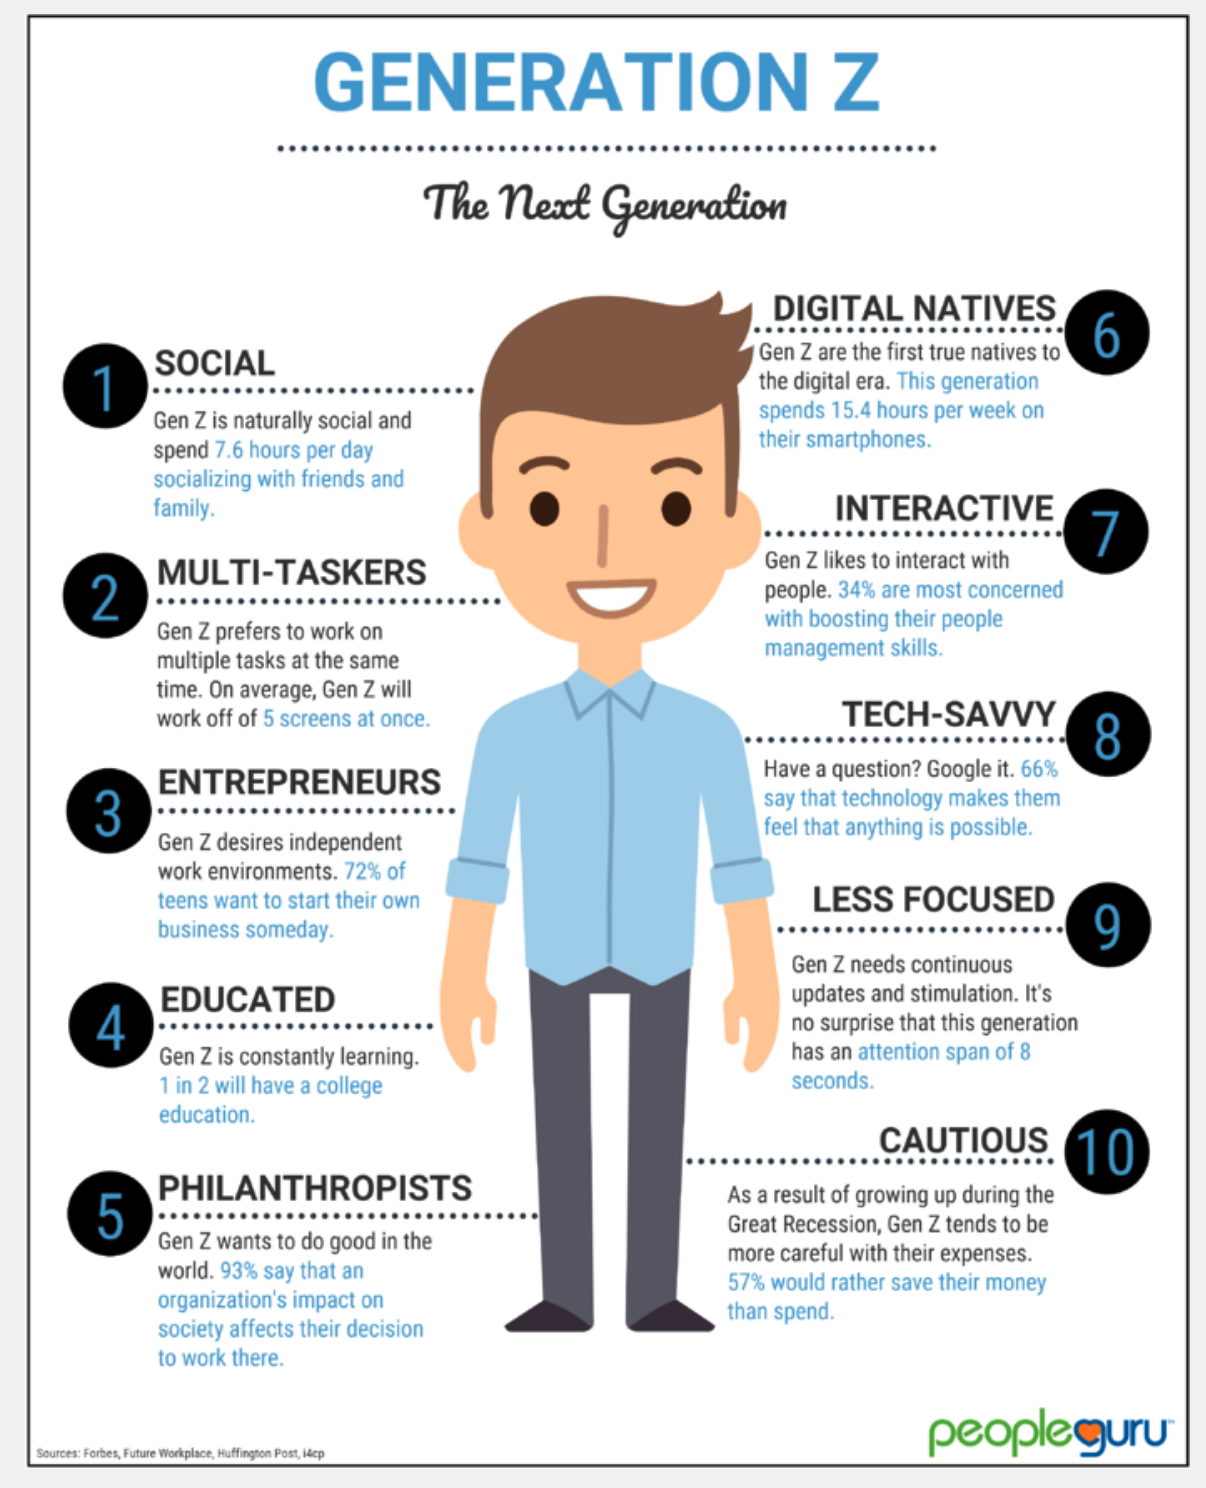 GENERATION Z
The Next Generation
1
SOCIAL
Gen Z is naturally social and
spend 7.6 hours per day
socializing with friends and
family.
2
MULTI-TASKERS
Gen Z prefers to work on
multiple tasks at the same
time. On average, Gen Z will
work off of 5 screens at once.
3
ENTREPRENEURS
Gen Z desires independent
work environments. 72% of
teens want to start their own
business someday.
4
EDUCATED
Gen Z is constantly learning.
1 in 2 will have a college
education.
5
PHILANTHROPISTS
Gen Z wants to do good in the
world. 93% say that an
organization's impact on
society affects their decision
to work there.
DIGITAL NATIVES
6
Gen Z are the first true natives to
the digital era. This generation
spends 15.4 hours per week on
their smartphones.
INTERACTIVE
7
Gen Z likes to interact with
people. 34% are most concerned
with boosting their people
management skills.
TECH-SAVVY
8
Have a question? Google it. 66%
say that technology makes them
feel that anything is possible.
LESS FOCUSED
9
Gen Z needs continuous
updates and stimulation. It's
no surprise that this generation
has an attention span of 8
seconds.
CAUTIOUS
10
As a result of growing up during the
Great Recession, Gen Z tends to be
more careful with their expenses.
57% would rather save their money
than spend.
Sources: Forbes, Future Workplace, Huffington Post, i4cp
peopleguru™